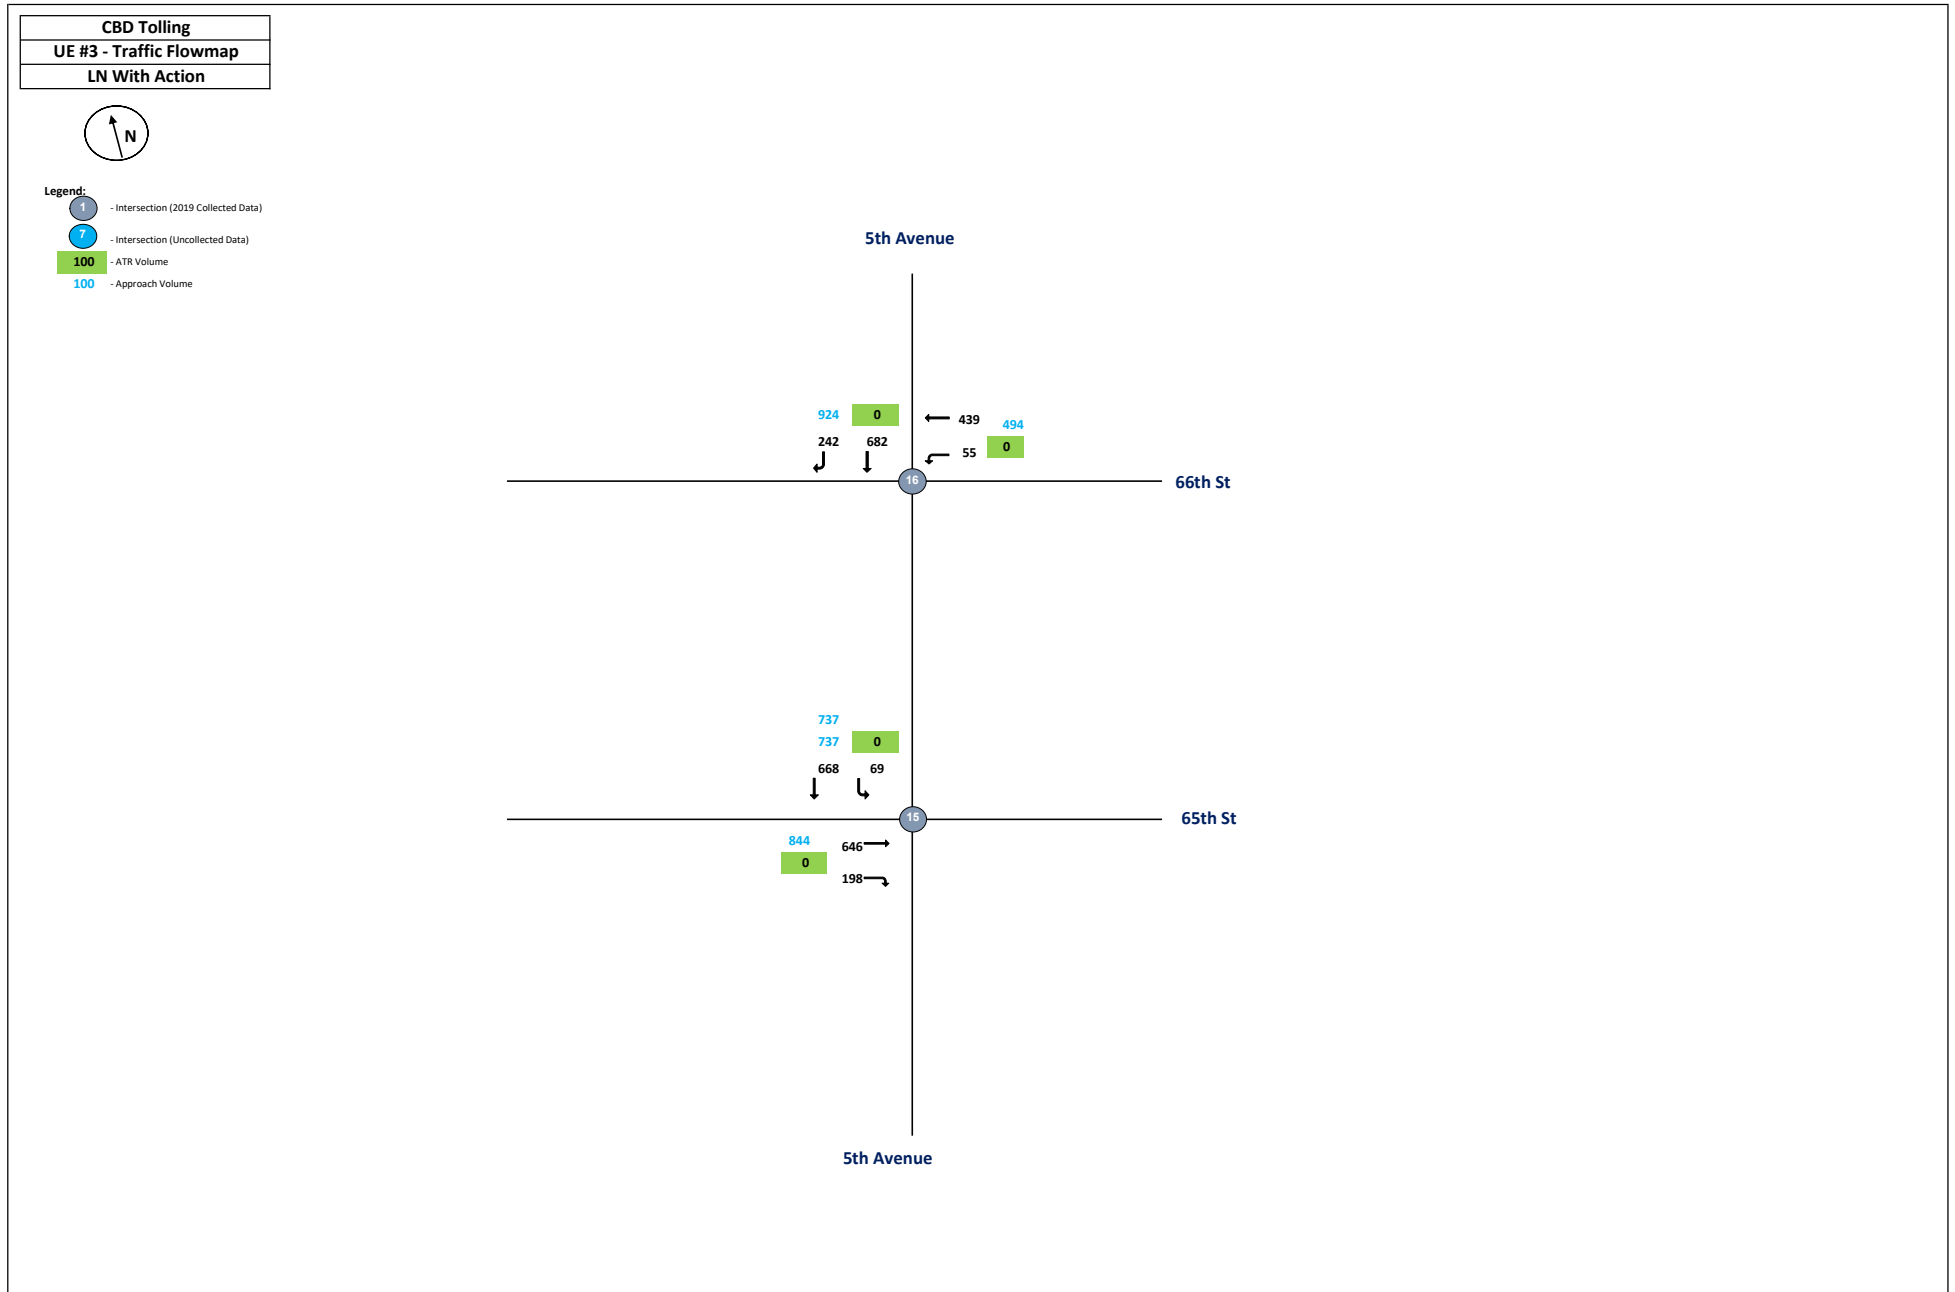 CBD Tolling
UE #3 - Traffic Flowmap
LN With Action
N
Legend:
1 - Intersection (2019 Collected Data)
7 - Intersection (Uncollected Data)
100 - ATR Volume
100 - Approach Volume
5th Avenue
924 0 439 494
242 682 55 0
16 66th St
737
737 0
668 69
15 65th St
844 646
0 198
5th Avenue